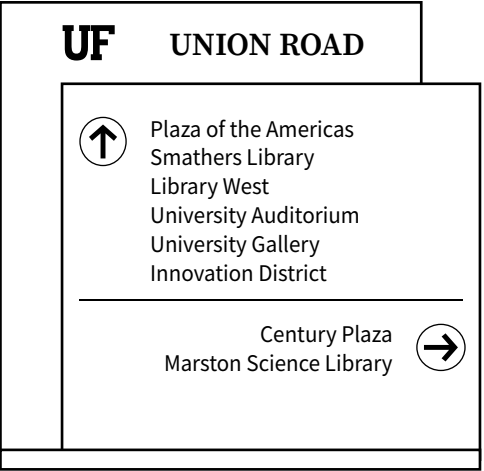 UF UNION ROAD
Plaza of the Americas
Smathers Library
Library West
University Auditorium
University Gallery
Innovation District
Century Plaza
Marston Science Library